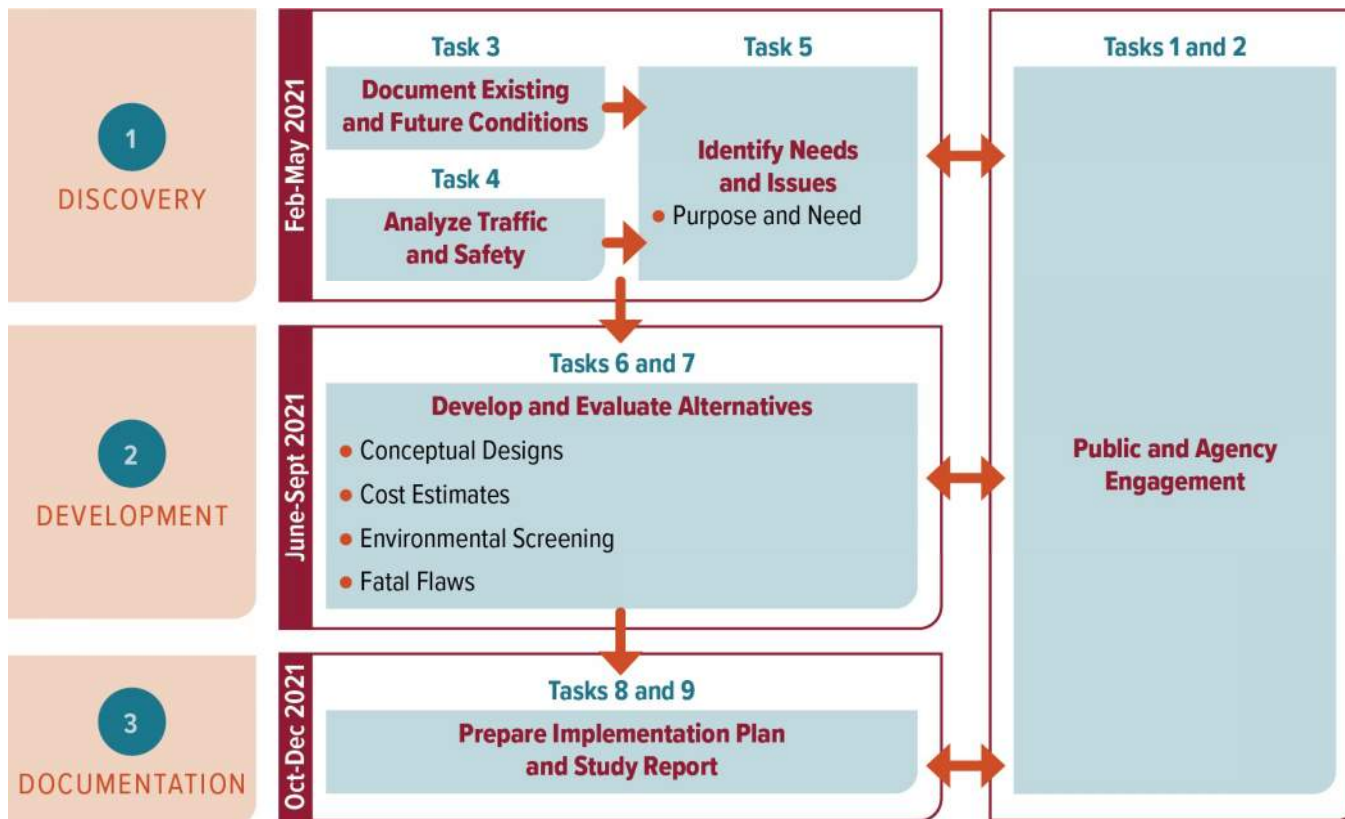 1
DISCOVERY
Feb-May 2021
Task 3
Document Existing
and Future Conditions
Task 4
Analyze Traffic
and Safety
Task 5
Identify Needs
and Issues
• Purpose and Need
2
DEVELOPMENT
June-Sept 2021
Tasks 6 and 7
Develop and Evaluate Alternatives
• Conceptual Designs
• Cost Estimates
• Environmental Screening
• Fatal Flaws
3
DOCUMENTATION
Oct-Dec 2021
Tasks 8 and 9
Prepare Implementation Plan
and Study Report
Tasks 1 and 2
Public and Agency
Engagement